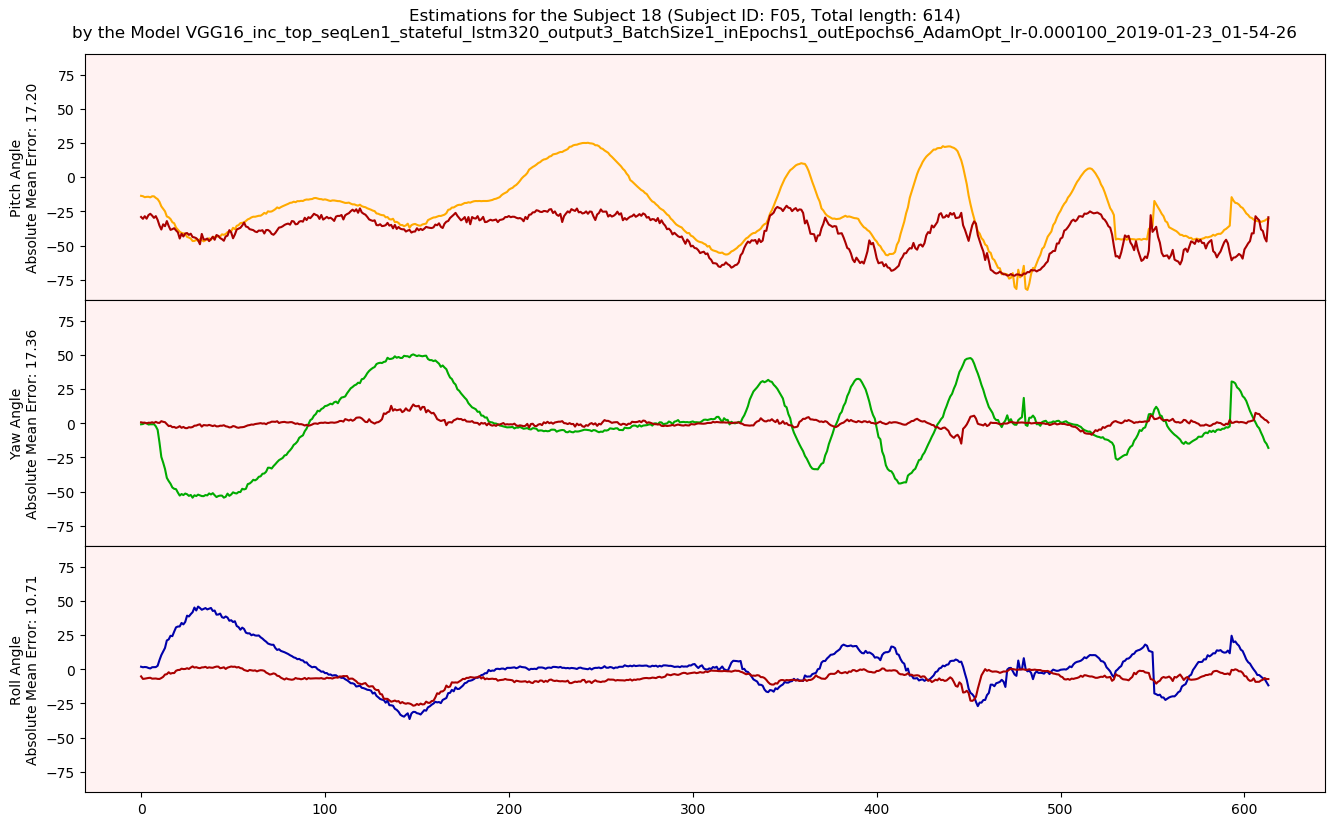 Estimations for the Subject 18 (Subject ID: F05, Total length: 614)
by the Model VGG16_inc_top_seqLen1_stateful_lstm320_output3_BatchSize1_inEpochs1_outEpochs6_AdamOpt_lr-0.000100_2019-01-23_01-54-26
Pitch Angle
Absolute Mean Error: 17.20
75
50
25
0
−25
−50
−75
Yaw Angle
Absolute Mean Error: 17.36
75
50
25
0
−25
−50
−75
Roll Angle
Absolute Mean Error: 10.71
75
50
25
0
−25
−50
−75
0 100 200 300 400 500 600